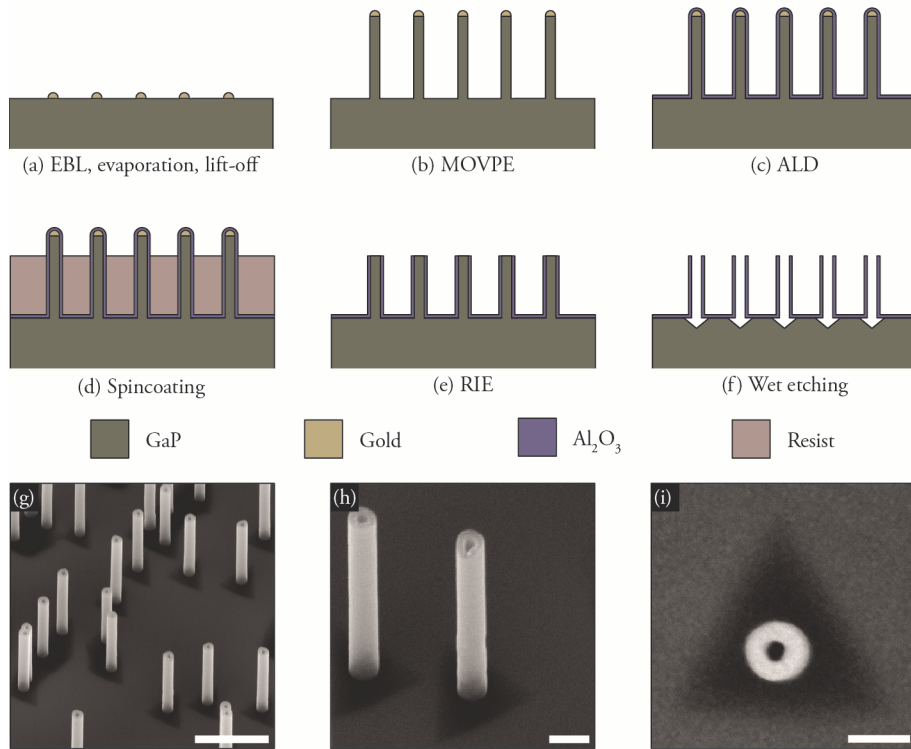 (a) EBL, evaporation, lift-off
(b) MOVPE
(c) ALD
(d) Spincoating
(e) RIE
(f) Wet etching
GaP
Gold
Al₂O₃
Resist
(g)
(h)
(i)